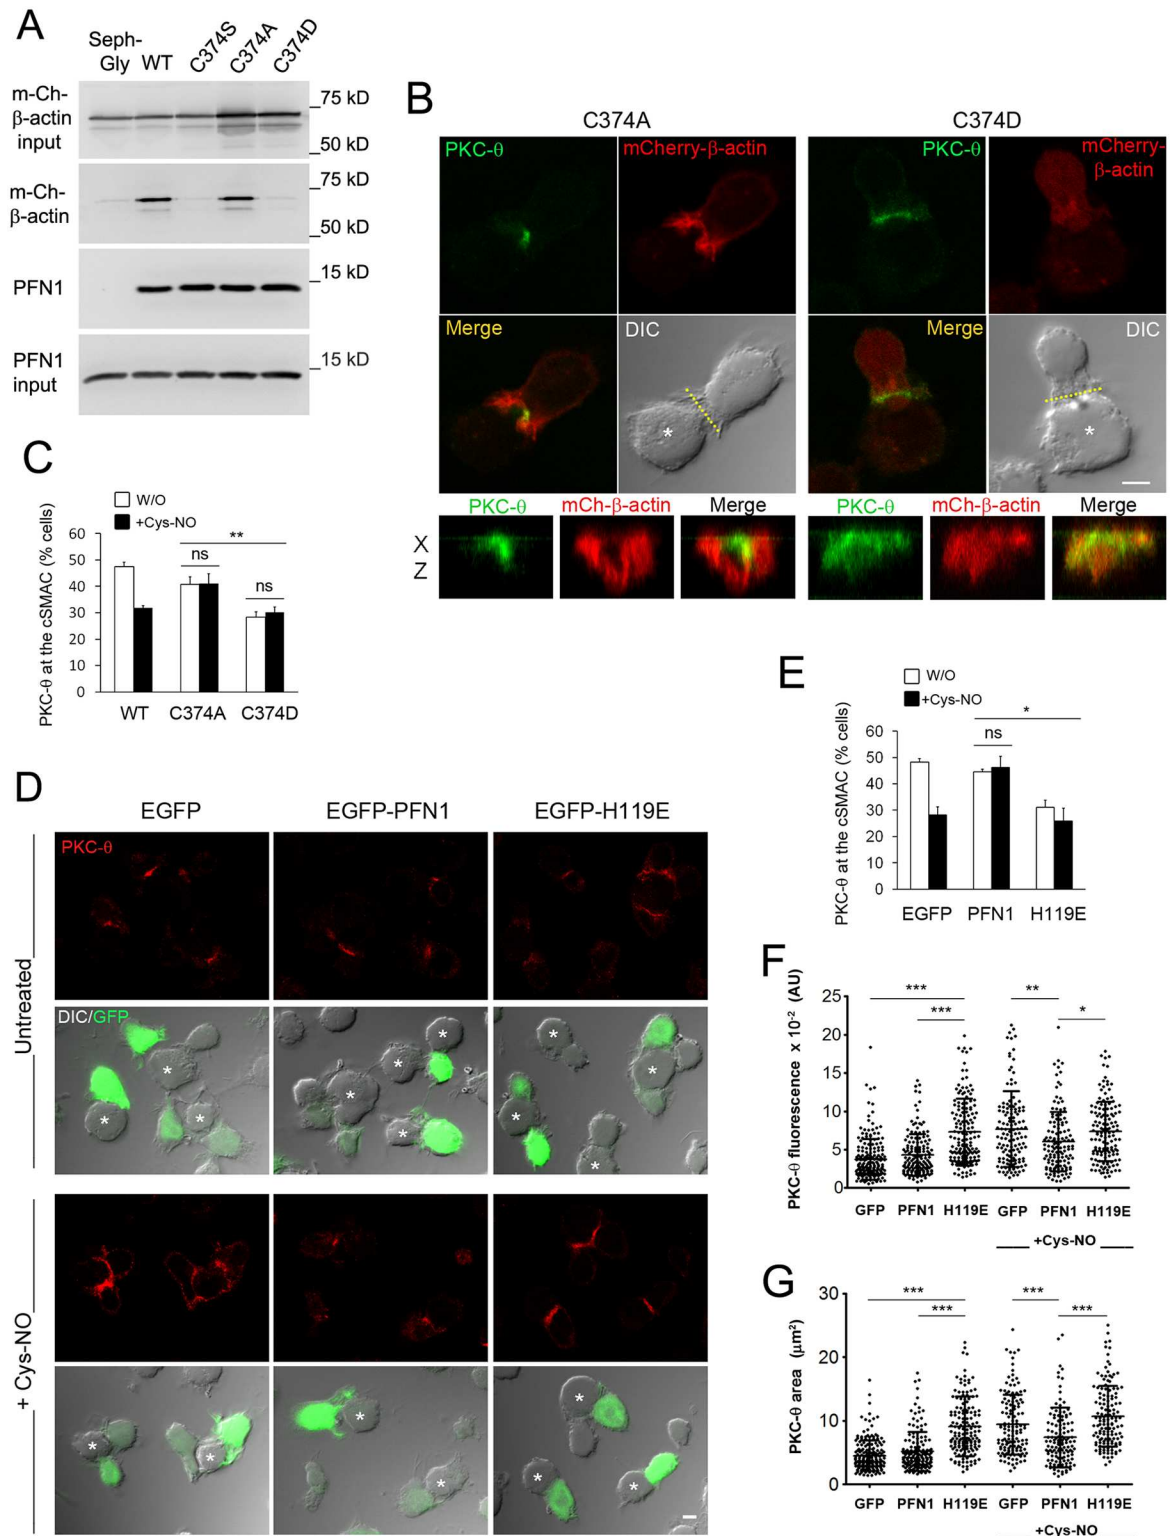 A
Seph-
Gly
WT
C374S
C374A
C374D
m-Ch-
β-actin
input
75 kD
50 kD
m-Ch-
β-actin
75 kD
50 kD
PFN1
15 kD
PFN1
input
15 kD
B
C374A
C374D
PKC-θ
mCherry-β-actin
PKC-θ
mCherry-
β-actin
Merge
DIC
*
Merge
DIC
*
PKC-θ
mCh-β-actin
Merge
PKC-θ
mCh-β-actin
Merge
X
Z
C
W/O
+Cys-NO
PKC-θ at the cSMAC (% cells)
60
50
40
30
20
10
0
**
ns
ns
WT
C374A
C374D
D
EGFP
EGFP-PFN1
EGFP-H119E
Untreated
PKC-θ
DIC/GFP
* * *
* * * *
* * * *
+ Cys-NO
* *
* *
* * *
E
W/O
+Cys-NO
PKC-θ at the cSMAC (% cells)
60
50
40
30
20
10
0
*
ns
EGFP
PFN1
H119E
F
PKC-θ fluorescence x 10-2 (AU)
25
20
15
10
5
0
***
***
**
*
GFP
PFN1
H119E
GFP
PFN1
H119E
+Cys-NO
G
PKC-θ area (μm²)
30
20
10
0
***
***
***
***
GFP
PFN1
H119E
GFP
PFN1
H119E
+Cys-NO